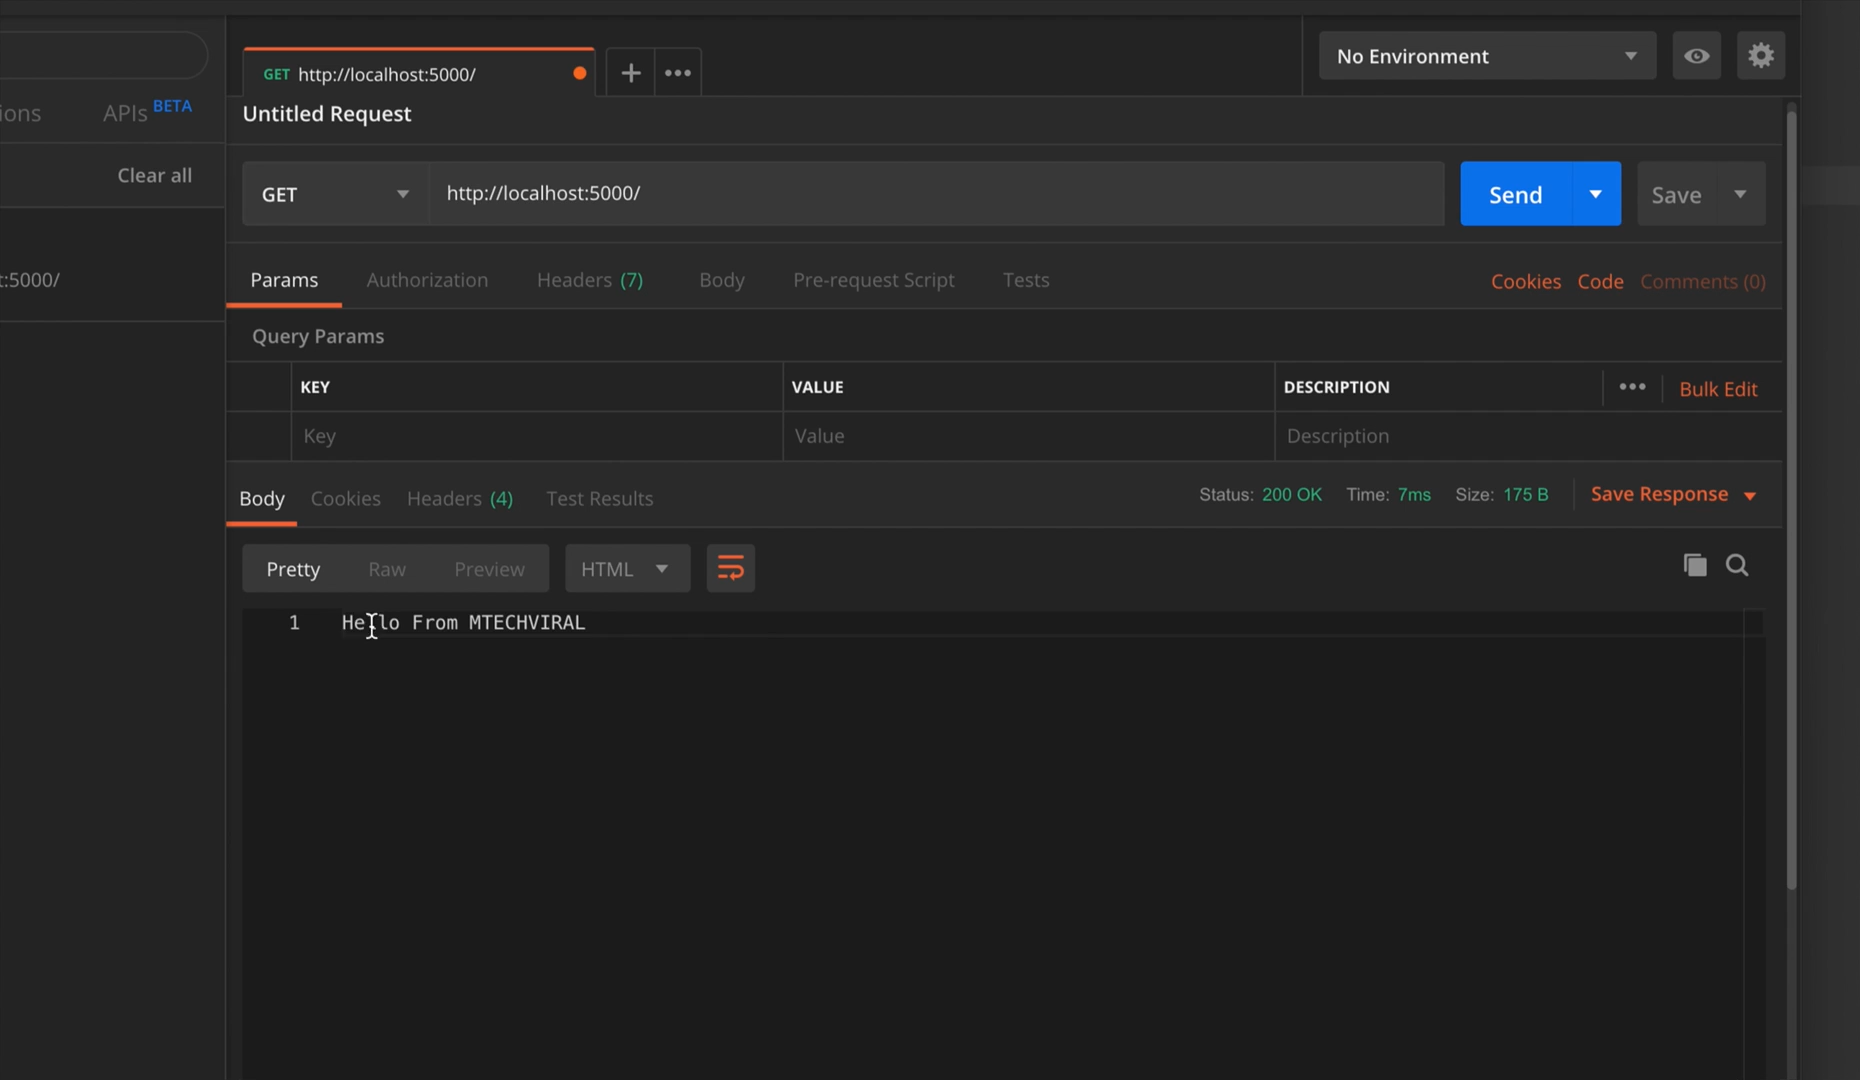 GET http://localhost:5000/
No Environment
ions APIs BETA
Untitled Request
Clear all
GET http://localhost:5000/ Send Save
t:5000/
Params Authorization Headers (7) Body Pre-request Script Tests Cookies Code Comments (0)
Query Params
KEY VALUE DESCRIPTION Bulk Edit
Key Value Description
Body Cookies Headers (4) Test Results Status: 200 OK Time: 7ms Size: 175 B Save Response
Pretty Raw Preview HTML
1 Hello From MTECHVIRAL